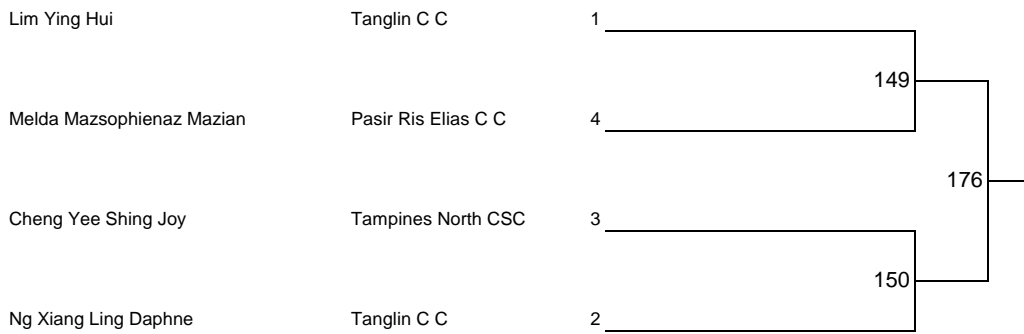 Lim Ying Hui Tanglin C C 1
149
Melda Mazsophienaz Mazian Pasir Ris Elias C C 4
176
Cheng Yee Shing Joy Tampines North CSC 3
150
Ng Xiang Ling Daphne Tanglin C C 2